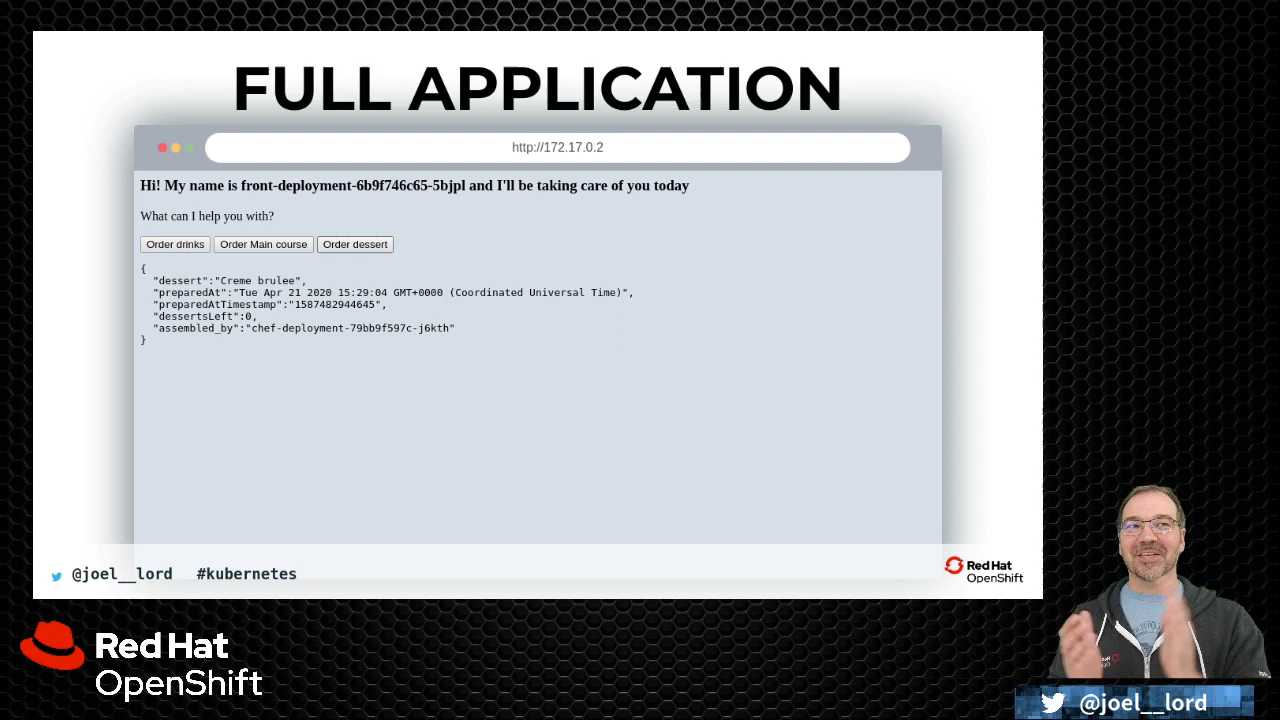 FULL APPLICATION
http://172.17.0.2
Hi! My name is front-deployment-6b9f746c65-5bjpl and I'll be taking care of you today
What can I help you with?
Order drinks Order Main course Order dessert
{
"dessert":"Creme brulee",
"preparedAt":"Tue Apr 21 2020 15:29:04 GMT+0000 (Coordinated Universal Time)",
"preparedAtTimestamp":"1587482944645",
"dessertsLeft":0,
"assembled_by":"chef-deployment-79bb9f597c-j6kth"
}
@joel__lord #kubernetes
Red Hat
OpenShift
Red Hat
OpenShift
@joel__lord